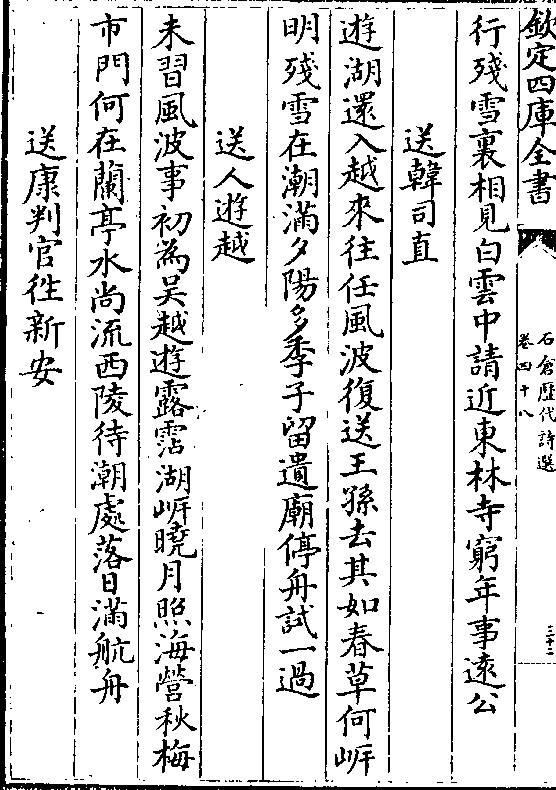 欽定四庫全書
石倉歷代詩選
卷四十八
三十二
行殘雪裏相見白雲中請近東林寺窮年事遠公
送韓司直
遊湖還入越來往任風波復送王孫去其如春草何岍
明殘雪在潮滿夕陽多季子留遺廟停舟試一過
送人遊越
未習風波事初為吳越遊露霑湖岍曉月照海營秋梅
市門何在蘭亭水尚流西陵待潮處落日滿航舟
送康判官徃新安